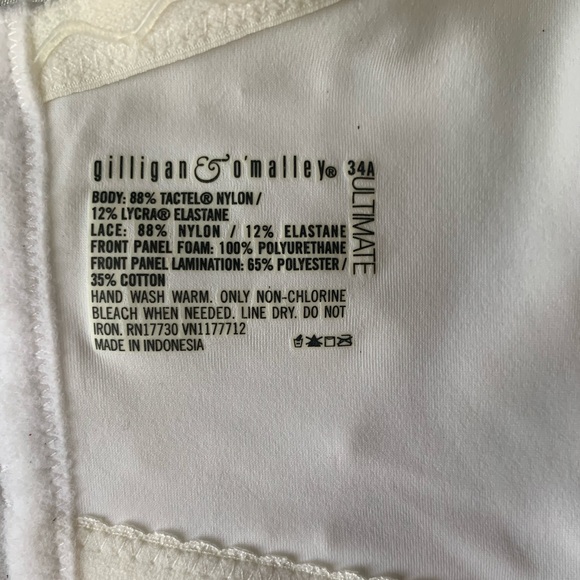 gilligan & o'malley® 34A
ULTIMATE
BODY: 88% TACTEL® NYLON /
12% LYCRA® ELASTANE
LACE: 88% NYLON / 12% ELASTANE
FRONT PANEL FOAM: 100% POLYURETHANE
FRONT PANEL LAMINATION: 65% POLYESTER /
35% COTTON
HAND WASH WARM. ONLY NON-CHLORINE
BLEACH WHEN NEEDED. LINE DRY. DO NOT
IRON. RN17730 VN1177712
MADE IN INDONESIA